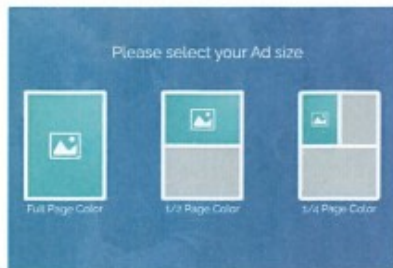 Please select your Ad size
Full Page Color
1/2 Page Color
1/4 Page Color